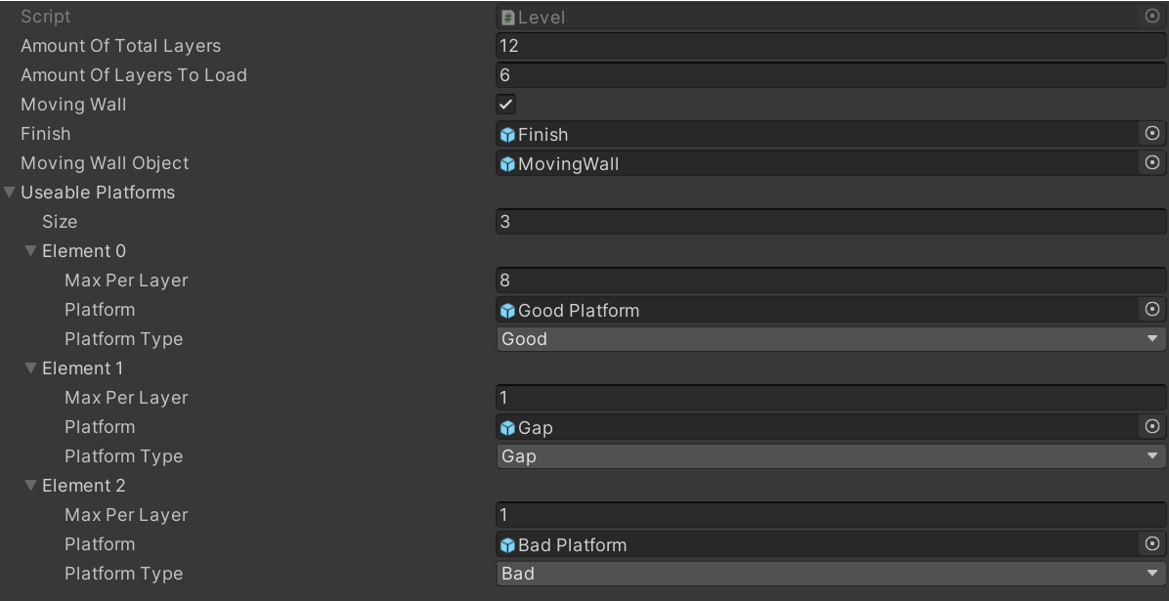 Script Level
Amount Of Total Layers 12
Amount Of Layers To Load 6
Moving Wall
Finish Finish
Moving Wall Object MovingWall
Useable Platforms
Size 3
Element 0
Max Per Layer 8
Platform Good Platform
Platform Type Good
Element 1
Max Per Layer 1
Platform Gap
Platform Type Gap
Element 2
Max Per Layer 1
Platform Bad Platform
Platform Type Bad